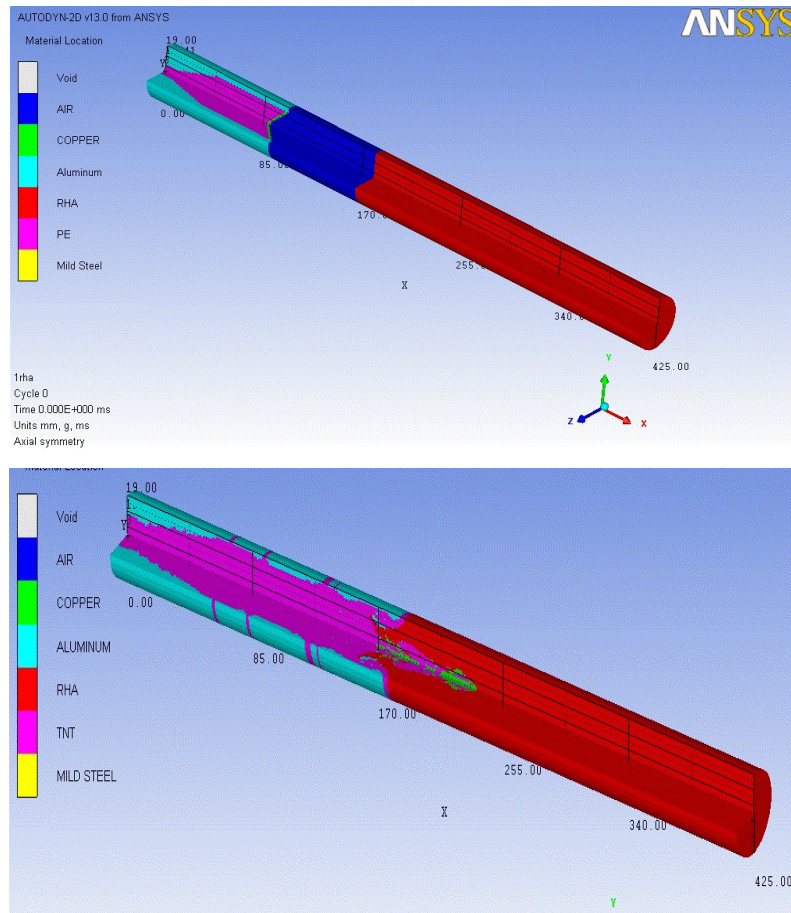 AUTODYN-2D v13.0 from ANSYS
ANSYS
Material Location
Void
AIR
COPPER
Aluminum
RHA
PE
Mild Steel
19.00
Y
0.00
85.00
170.0
255.0
340.0
425.00
X
1rha
Cycle 0
Time 0.000E+000 ms
Units mm, g, ms
Axial symmetry
Y
Z
X
Void
AIR
COPPER
ALUMINUM
RHA
TNT
MILD STEEL
19.00
Y
0.00
85.00
170.00
255.00
340.00
425.00
X
Y